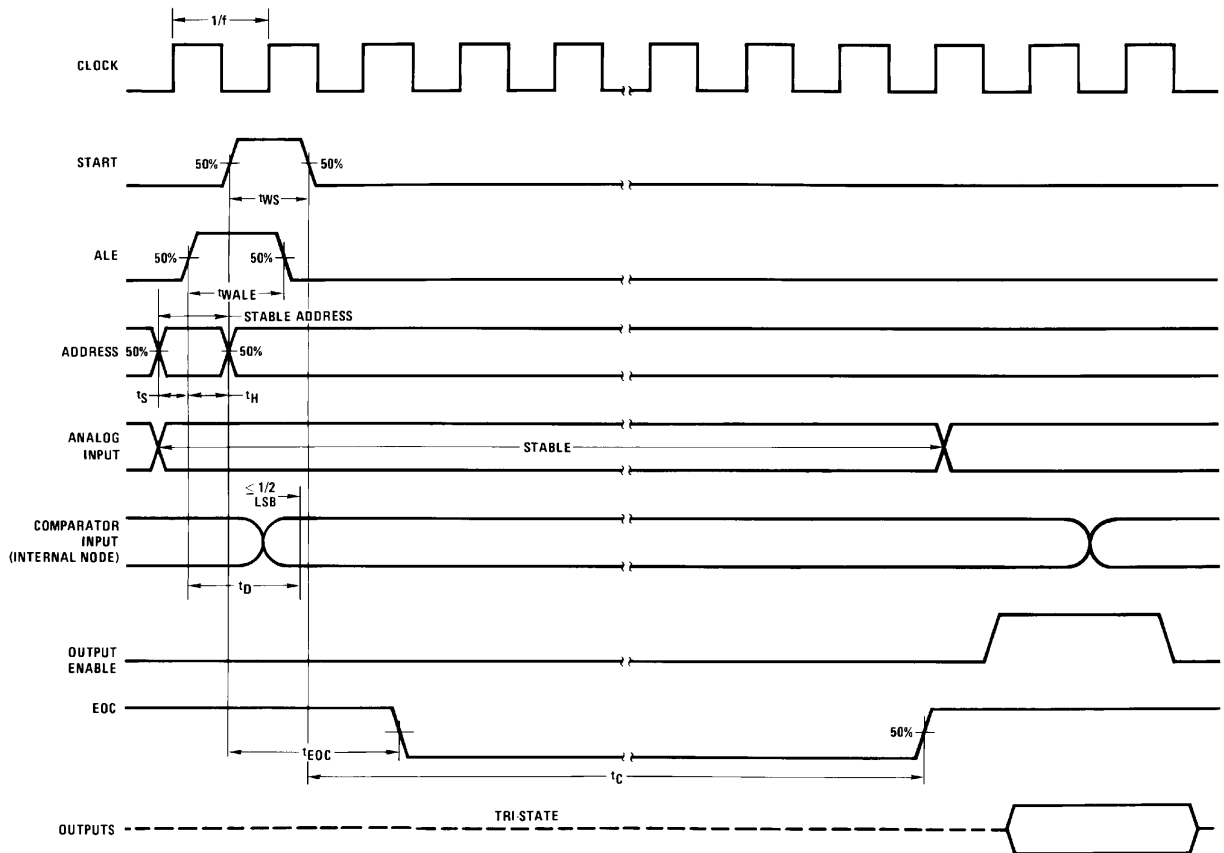 1/f
CLOCK
START
50%
50%
tWS
ALE
50%
50%
tWALE
STABLE ADDRESS
ADDRESS
50%
50%
tS
tH
ANALOG
INPUT
STABLE
≤ 1/2
LSB
COMPARATOR
INPUT
(INTERNAL NODE)
tD
OUTPUT
ENABLE
EOC
50%
tEOC
tC
TRI-STATE
OUTPUTS